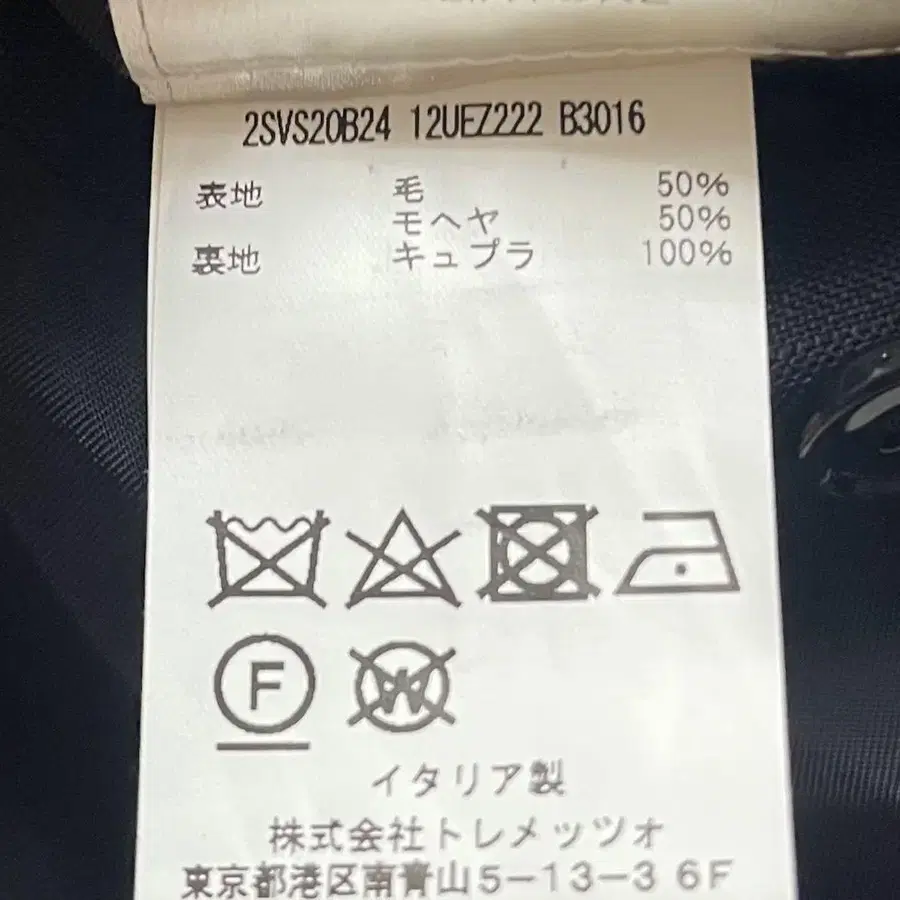 2SVS20B24 12UEZ222 B3016
表地 毛 50%
モヘヤ 50%
裏地 キュプラ 100%
F W
イタリア製
株式会社トレメッツォ
東京都港区南青山5-13-3 6F